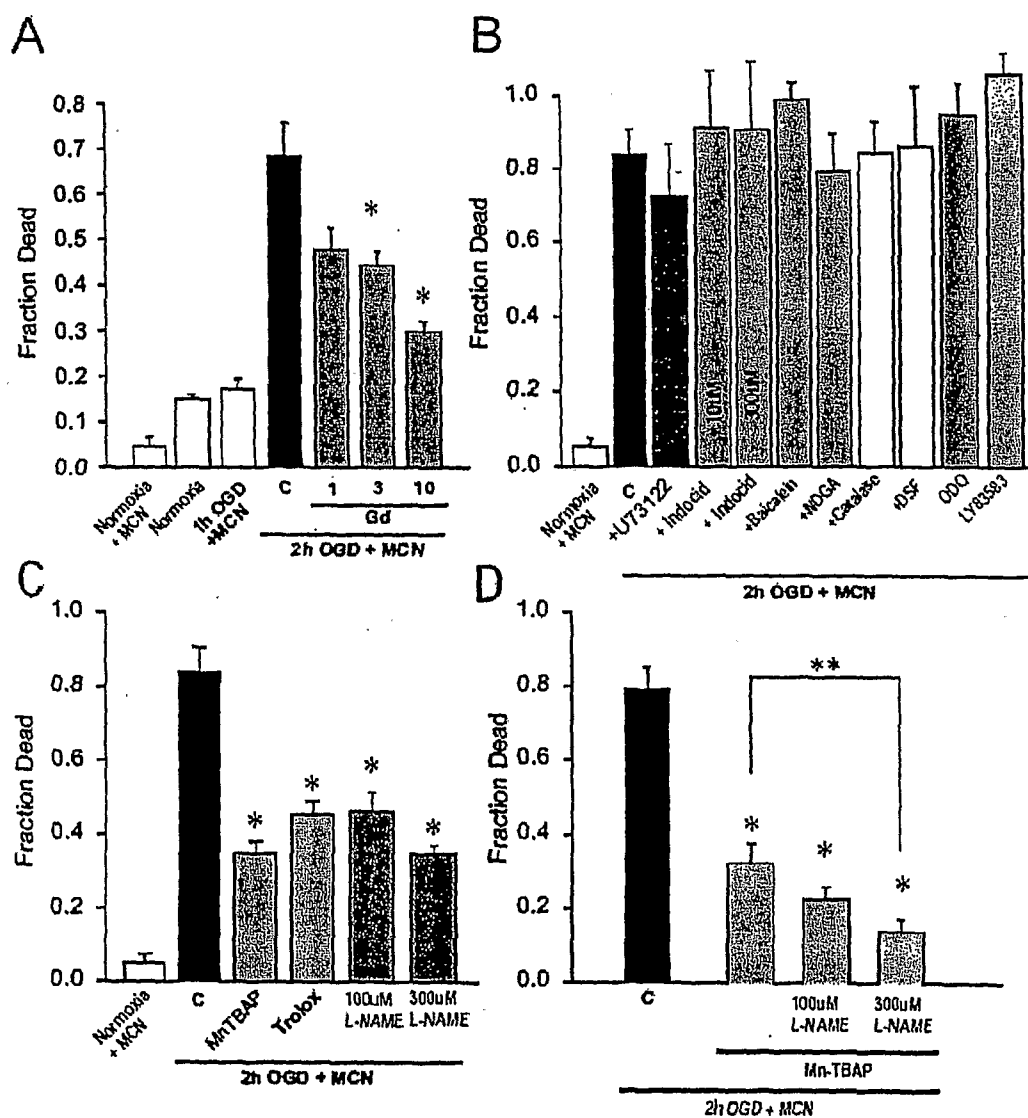 A
Fraction Dead
0.8
0.7
0.6
0.5
0.4
0.3
0.2
0.1
0.0
*
*
Normoxia + MCN
Normoxia
1h OGD +MCN
C
1
3
10
Gd
2h OGD + MCN
B
Fraction Dead
1.0
0.8
0.6
0.4
0.2
0.0
300uM
Normoxia + MCN
C
+U73122
+ Indocid
+ Indocid
+Baicalein
+NDGA
+Catalase
+DSF
ODQ
LY83583
2h OGD + MCN
C
Fraction Dead
1.0
0.8
0.6
0.4
0.2
0.0
*
*
*
*
Normoxia + MCN
C
MnTBAP
Trolox
100uM L-NAME
300uM L-NAME
2h OGD + MCN
D
Fraction Dead
1.0
0.8
0.6
0.4
0.2
0.0
**
*
*
*
C
100uM L-NAME
300uM L-NAME
Mn-TBAP
2h OGD + MCN